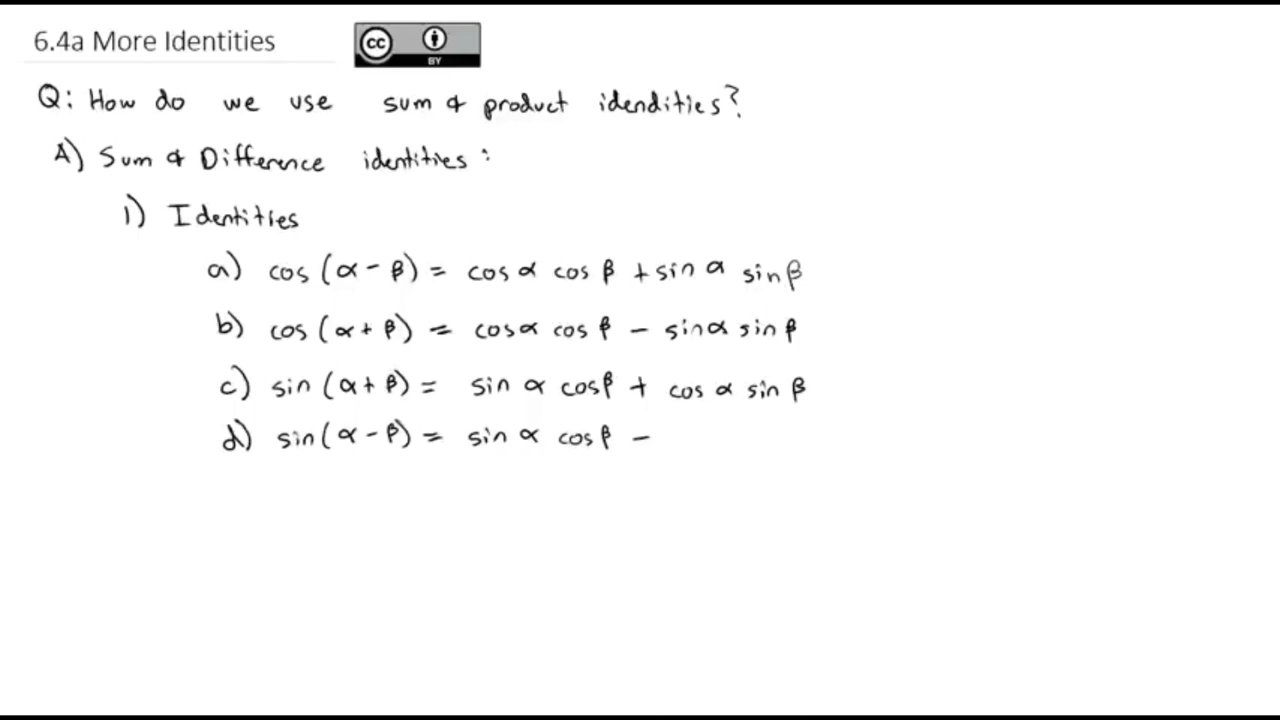 6.4a More Identities
cc BY
Q: How do we use sum & product idendities?
A) Sum & Difference identities:
1) Identities
a) cos (α - β) = cos α cos β + sin α sin β
b) cos (α + β) = cos α cos β - sin α sin β
c) sin (α + β) = sin α cos β + cos α sin β
d) sin (α - β) = sin α cos β -